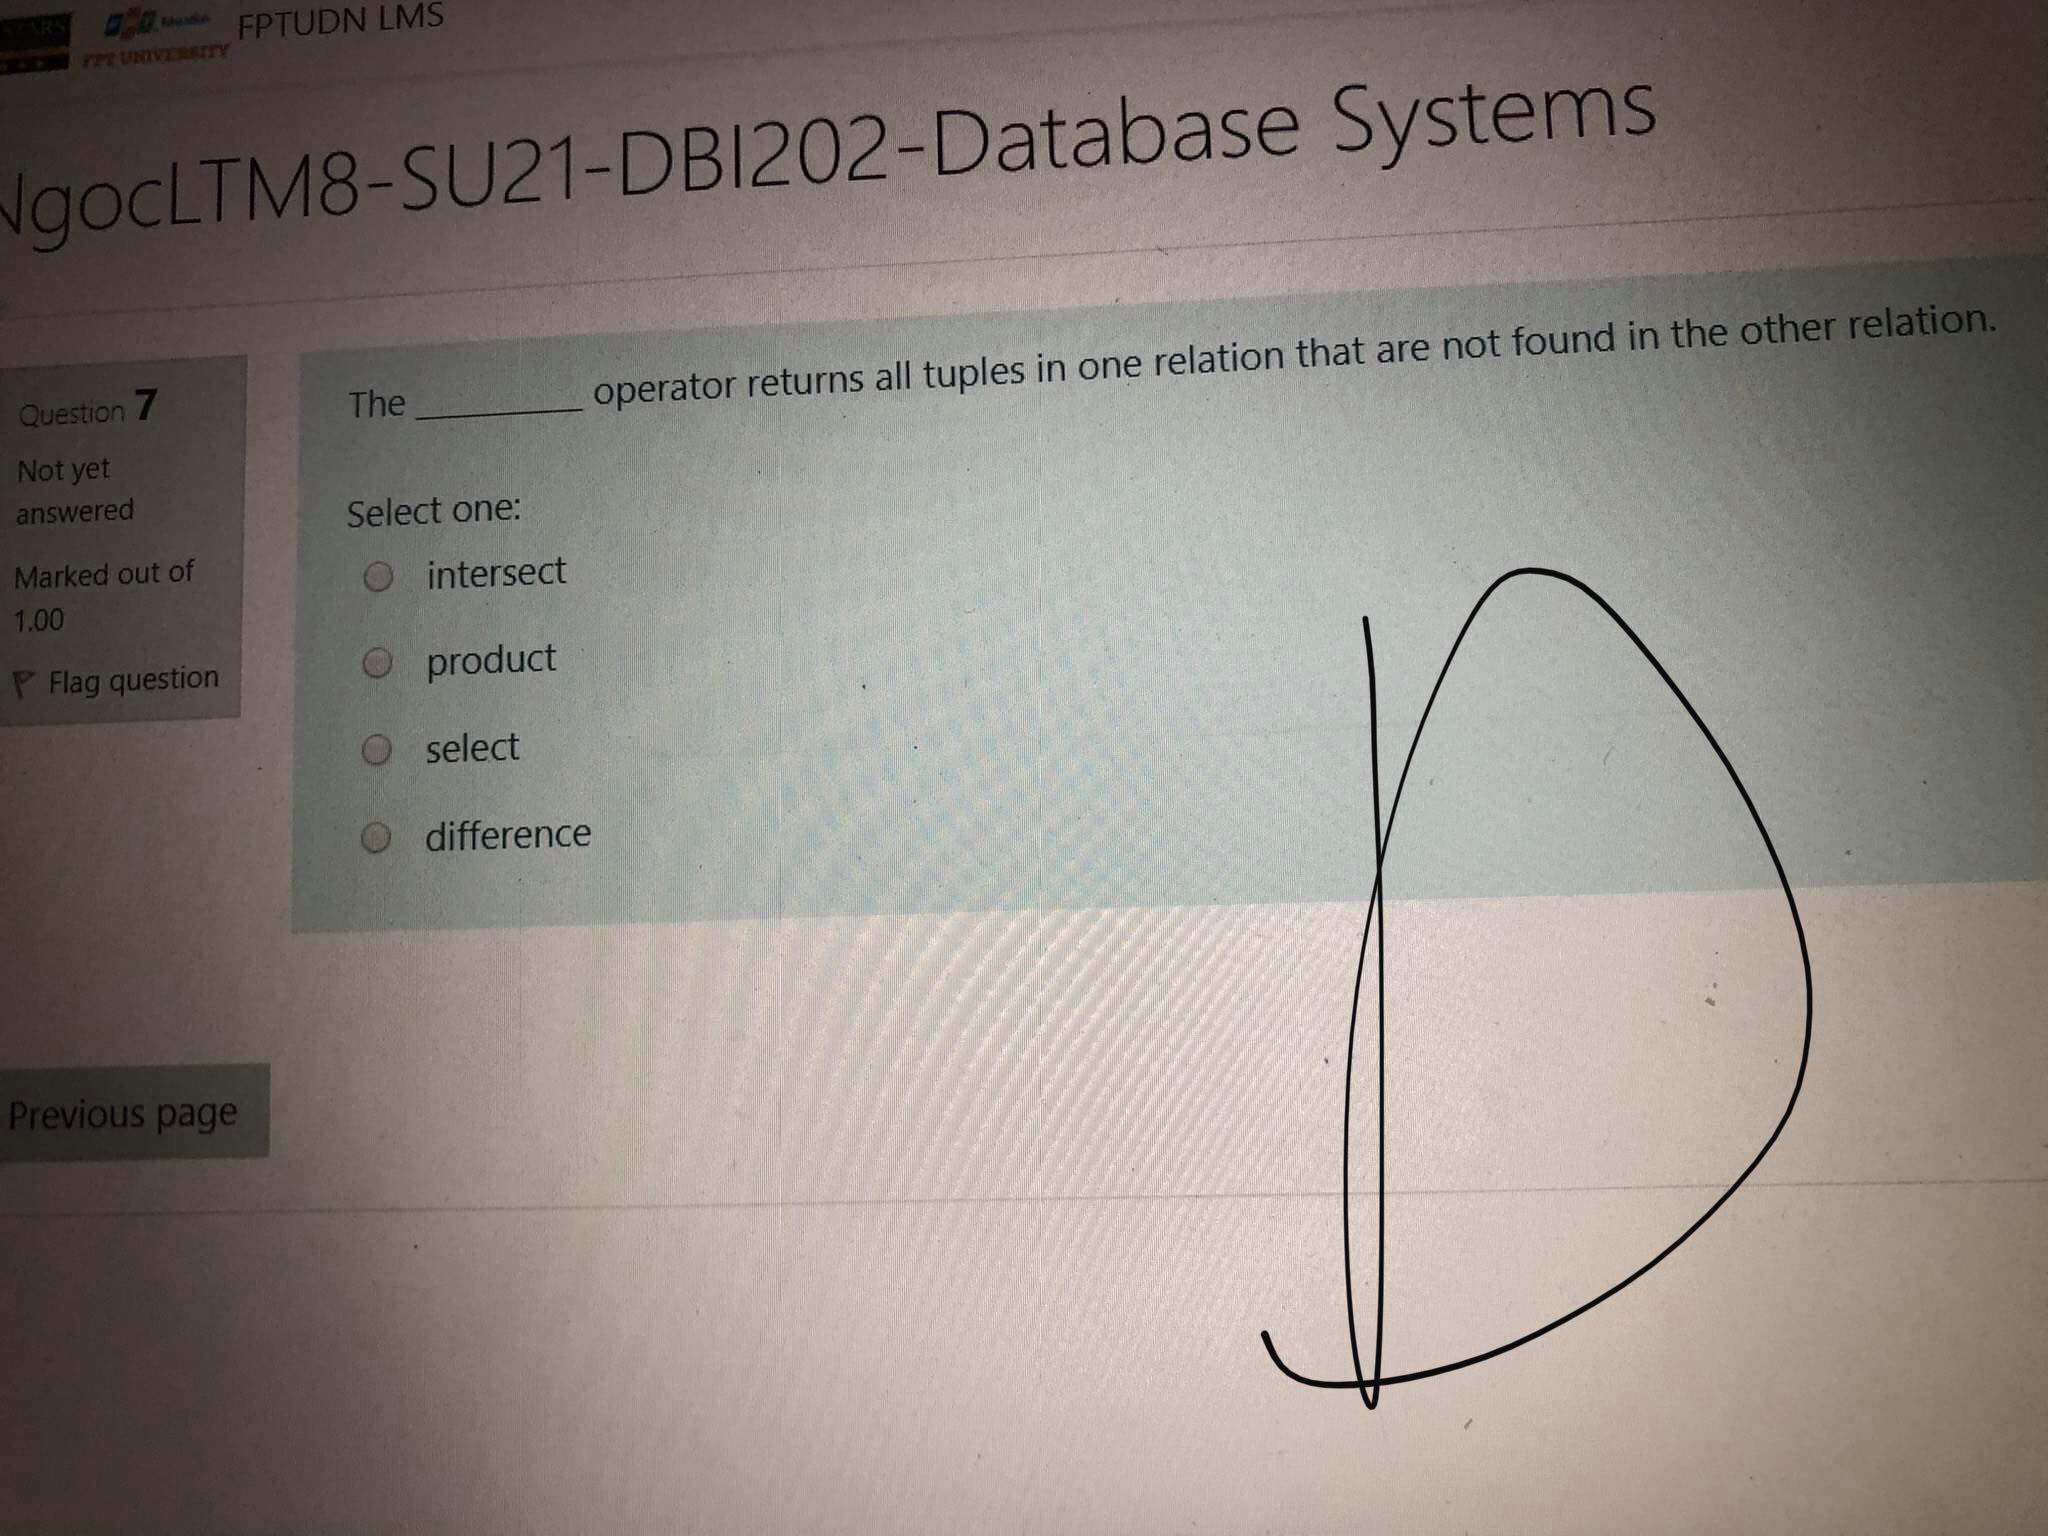 FPTUDN LMS
FPT UNIVERSITY
NgocLTM8-SU21-DBI202-Database Systems
Question 7
Not yet
answered
Marked out of
1.00
Flag question
The ________ operator returns all tuples in one relation that are not found in the other relation.
Select one:
intersect
product
select
difference
D
Previous page